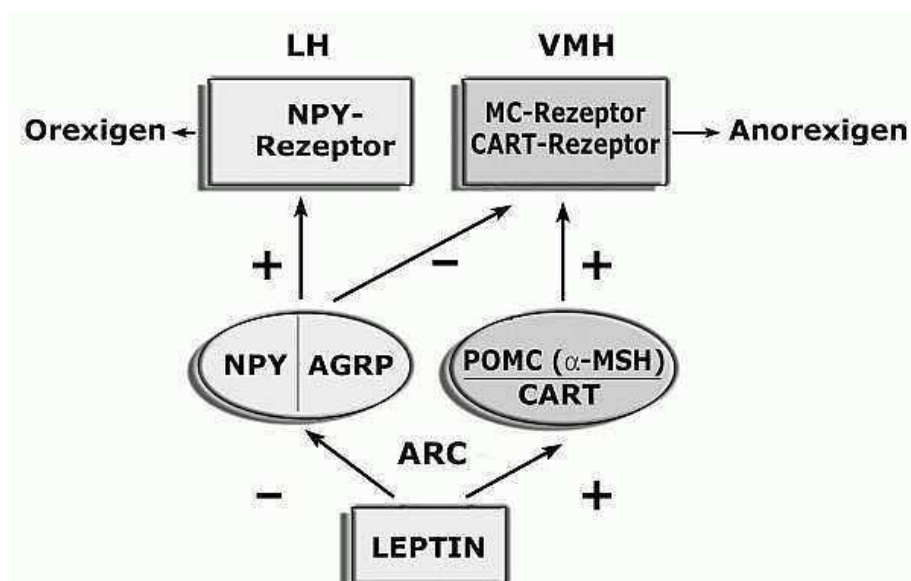 LH
VMH
NPY-
Rezeptor
MC-Rezeptor
CART-Rezeptor
Orexigen
Anorexigen
+
−
+
NPY
AGRP
POMC (α-MSH)
CART
ARC
−
+
LEPTIN